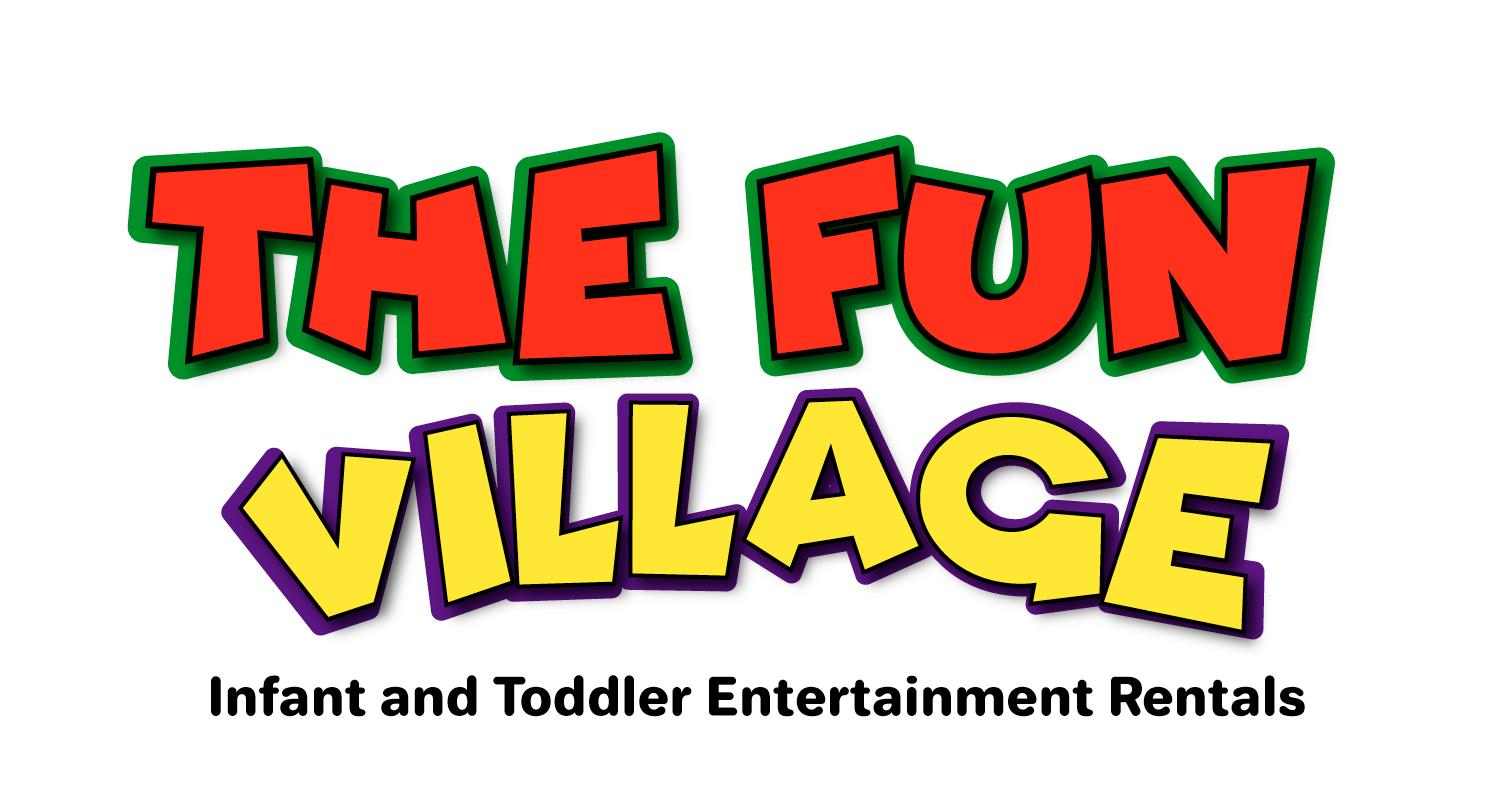 THE FUN
VILLAGE
Infant and Toddler Entertainment Rentals